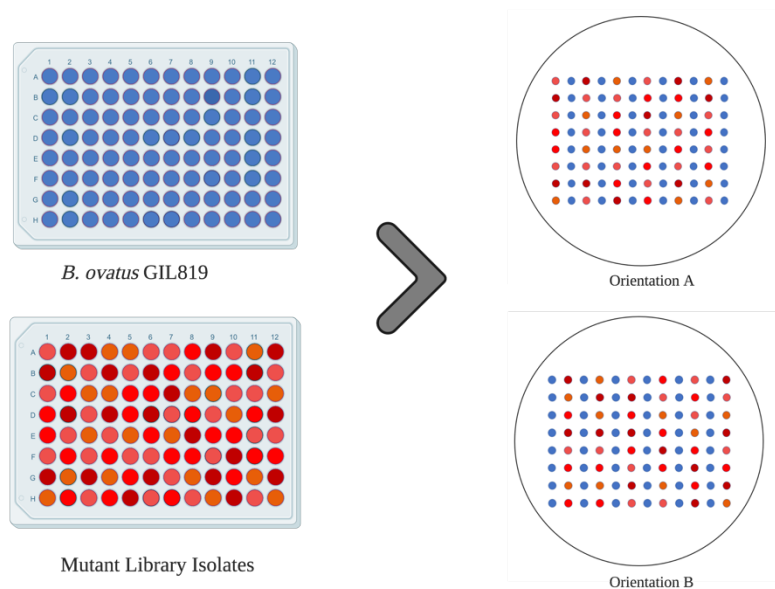 1 2 3 4 5 6 7 8 9 10 11 12
A
B
C
D
E
F
G
H
B. ovatus GIL819
1 2 3 4 5 6 7 8 9 10 11 12
A
B
C
D
E
F
G
H
Mutant Library Isolates
Orientation A
Orientation B